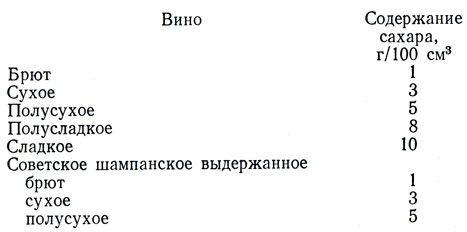 Вино Содержание
сахара,
г/100 см³
Брют 1
Сухое 3
Полусухое 5
Полусладкое 8
Сладкое 10
Советское шампанское выдержанное
брют 1
сухое 3
полусухое 5